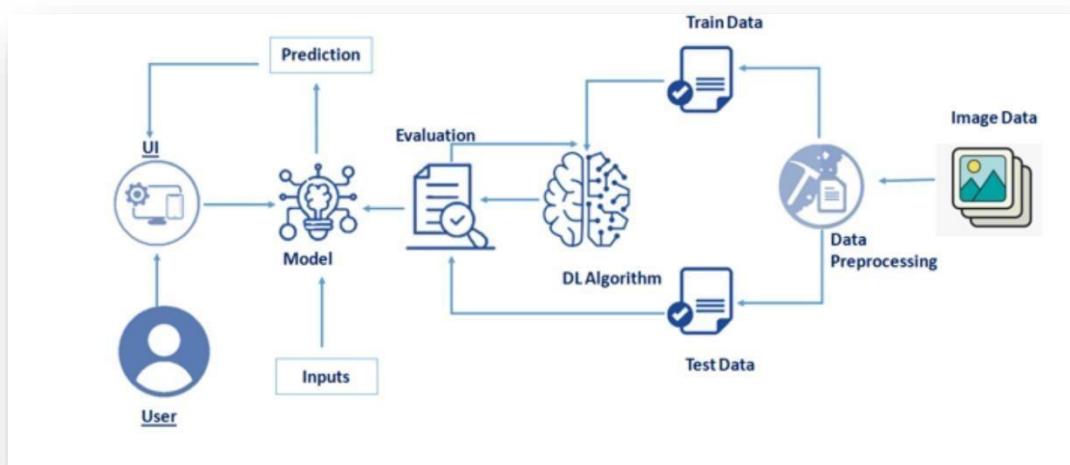 Train Data
Prediction
Image Data
Evaluation
UI
Model
Data
Preprocessing
DL Algorithm
Inputs
Test Data
User